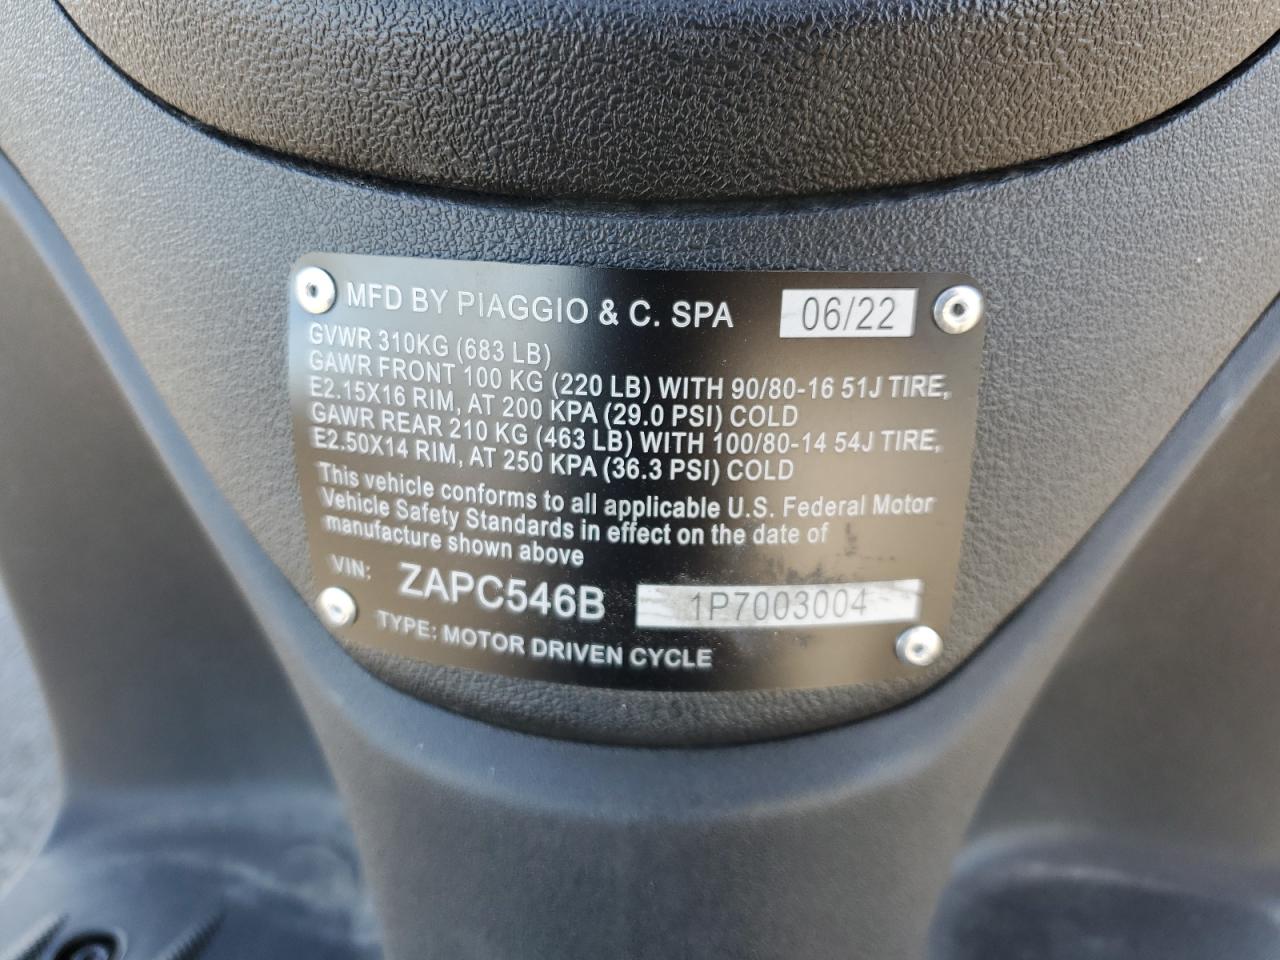 MFD BY PIAGGIO & C. SPA 06/22
GVWR 310KG (683 LB)
GAWR FRONT 100 KG (220 LB) WITH 90/80-16 51J TIRE,
E2.15X16 RIM, AT 200 KPA (29.0 PSI) COLD
GAWR REAR 210 KG (463 LB) WITH 100/80-14 54J TIRE,
E2.50X14 RIM, AT 250 KPA (36.3 PSI) COLD
This vehicle conforms to all applicable U.S. Federal Motor
Vehicle Safety Standards in effect on the date of
manufacture shown above
VIN: ZAPC546B 1P7003004
TYPE: MOTOR DRIVEN CYCLE